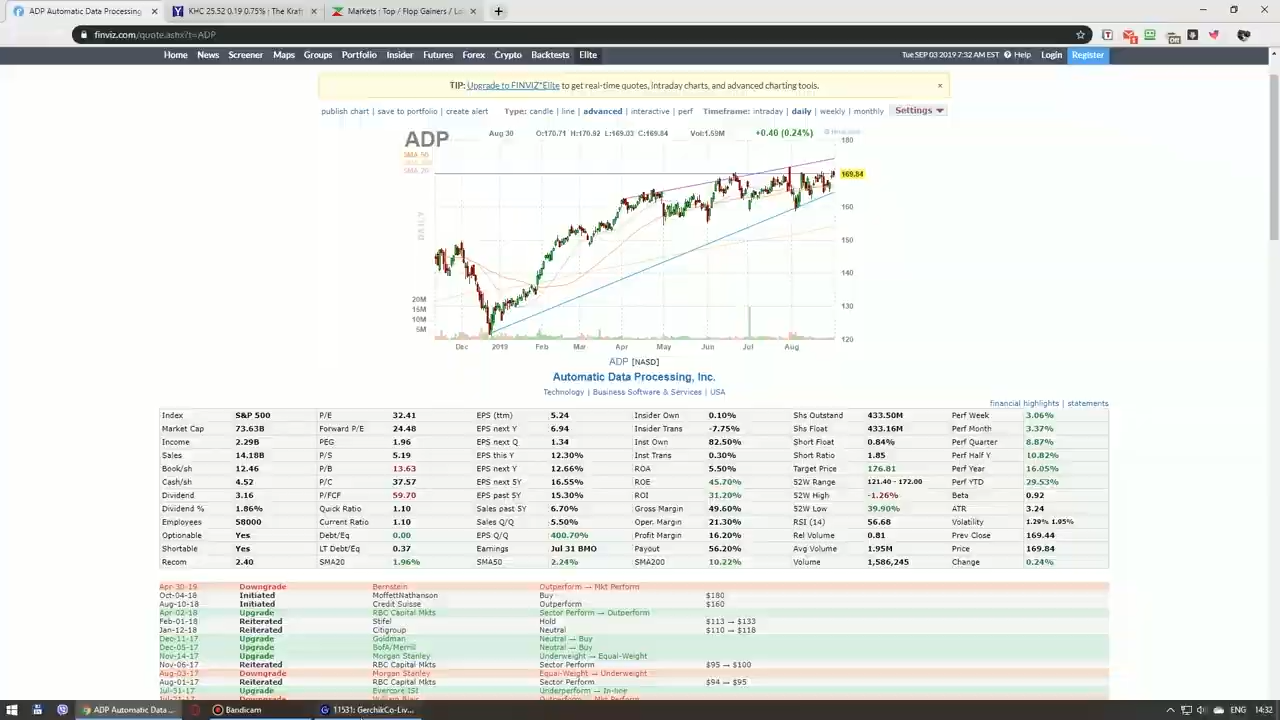 ADP Automatic Data Processing
KHC 25.52 0.19 0.75% | The Kraft
Markets | Top / Flop Gainers / Lo
finviz.com/quote.ashx?t=ADP
Home News Screener Maps Groups Portfolio Insider Futures Forex Crypto Backtests Elite Tue SEP 03 2019 7:32 AM EST Help Login Register
TIP: Upgrade to FINVIZ*Elite to get real-time quotes, intraday charts, and advanced charting tools. ×
publish chart | save to portfolio | create alert Type: candle | line | advanced | interactive | perf Timeframe: intraday | daily | weekly | monthly Settings
ADP Aug 30 O:170.71 H:170.92 L:169.03 C:169.84 Vol:1.59M +0.40 (0.24%)
SMA 50
SMA 200
SMA 20
DAILY
180
169.84
160
150
140
130
120
20M
15M
10M
5M
Dec 2019 Feb Mar Apr May Jun Jul Aug
ADP [NASD]
Automatic Data Processing, Inc.
Technology | Business Software & Services | USA
financial highlights | statements
Index S&P 500 P/E 32.41 EPS (ttm) 5.24 Insider Own 0.10% Shs Outstand 433.50M Perf Week 3.06%
Market Cap 73.63B Forward P/E 24.48 EPS next Y 6.94 Insider Trans -7.75% Shs Float 433.16M Perf Month 3.37%
Income 2.29B PEG 1.96 EPS next Q 1.34 Inst Own 82.50% Short Float 0.84% Perf Quarter 8.87%
Sales 14.18B P/S 5.19 EPS this Y 12.30% Inst Trans 0.30% Short Ratio 1.85 Perf Half Y 10.82%
Book/sh 12.46 P/B 13.63 EPS next Y 12.66% ROA 5.50% Target Price 176.81 Perf Year 16.05%
Cash/sh 4.52 P/C 37.57 EPS next 5Y 16.55% ROE 45.70% 52W Range 121.40 - 172.00 Perf YTD 29.53%
Dividend 3.16 P/FCF 59.70 EPS past 5Y 15.30% ROI 31.20% 52W High -1.26% Beta 0.92
Dividend % 1.86% Quick Ratio 1.10 Sales past 5Y 6.70% Gross Margin 49.60% 52W Low 39.90% ATR 3.24
Employees 58000 Current Ratio 1.10 Sales Q/Q 5.50% Oper. Margin 21.30% RSI (14) 56.68 Volatility 1.29% 1.95%
Optionable Yes Debt/Eq 0.00 EPS Q/Q 400.70% Profit Margin 16.20% Rel Volume 0.81 Prev Close 169.44
Shortable Yes LT Debt/Eq 0.37 Earnings Jul 31 BMO Payout 56.20% Avg Volume 1.95M Price 169.84
Recom 2.40 SMA20 1.96% SMA50 2.24% SMA200 10.22% Volume 1,586,245 Change 0.24%
Apr-30-19 Downgrade Bernstein Outperform → Mkt Perform
Oct-04-18 Initiated MoffettNathanson Buy $180
Aug-10-18 Initiated Credit Suisse Outperform $160
Apr-02-18 Upgrade RBC Capital Mkts Sector Perform → Outperform
Feb-01-18 Reiterated Stifel Hold $113 → $133
Jan-12-18 Reiterated Citigroup Neutral $110 → $118
Dec-11-17 Upgrade Goldman Neutral → Buy
Dec-05-17 Upgrade BofA/Merrill Neutral → Buy
Nov-14-17 Upgrade Morgan Stanley Underweight → Equal-Weight
Nov-06-17 Reiterated RBC Capital Mkts Sector Perform $95 → $100
Aug-03-17 Downgrade Morgan Stanley Equal-Weight → Underweight
Aug-01-17 Reiterated RBC Capital Mkts Sector Perform $94 → $95
Jul-31-17 Upgrade Evercore ISI Underperform → In-line
ADP Automatic Data ... Bandicam 11531: GerchikCo-Liv... ENG 14:32